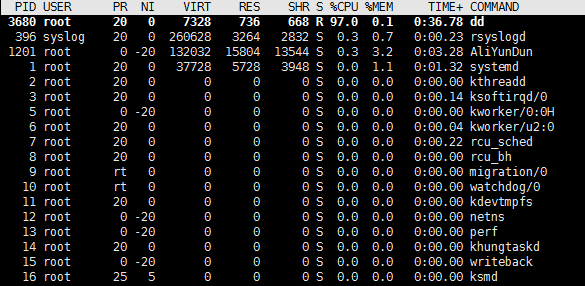 PID USER PR NI VIRT RES SHR S %CPU %MEM TIME+ COMMAND
3680 root 20 0 7328 736 668 R 97.0 0.1 0:36.78 dd
396 syslog 20 0 260628 3264 2832 S 0.3 0.7 0:00.23 rsyslogd
1201 root 0 -20 132032 15804 13544 S 0.3 3.2 0:03.28 AliYunDun
1 root 20 0 37728 5728 3948 S 0.0 1.1 0:01.32 systemd
2 root 20 0 0 0 0 S 0.0 0.0 0:00.00 kthreadd
3 root 20 0 0 0 0 S 0.0 0.0 0:00.14 ksoftirqd/0
5 root 0 -20 0 0 0 S 0.0 0.0 0:00.00 kworker/0:0H
6 root 20 0 0 0 0 S 0.0 0.0 0:00.04 kworker/u2:0
7 root 20 0 0 0 0 S 0.0 0.0 0:00.22 rcu_sched
8 root 20 0 0 0 0 S 0.0 0.0 0:00.00 rcu_bh
9 root rt 0 0 0 0 S 0.0 0.0 0:00.00 migration/0
10 root rt 0 0 0 0 S 0.0 0.0 0:00.00 watchdog/0
11 root 20 0 0 0 0 S 0.0 0.0 0:00.00 kdevtmpfs
12 root 0 -20 0 0 0 S 0.0 0.0 0:00.00 netns
13 root 0 -20 0 0 0 S 0.0 0.0 0:00.00 perf
14 root 20 0 0 0 0 S 0.0 0.0 0:00.00 khungtaskd
15 root 0 -20 0 0 0 S 0.0 0.0 0:00.00 writeback
16 root 25 5 0 0 0 S 0.0 0.0 0:00.00 ksmd